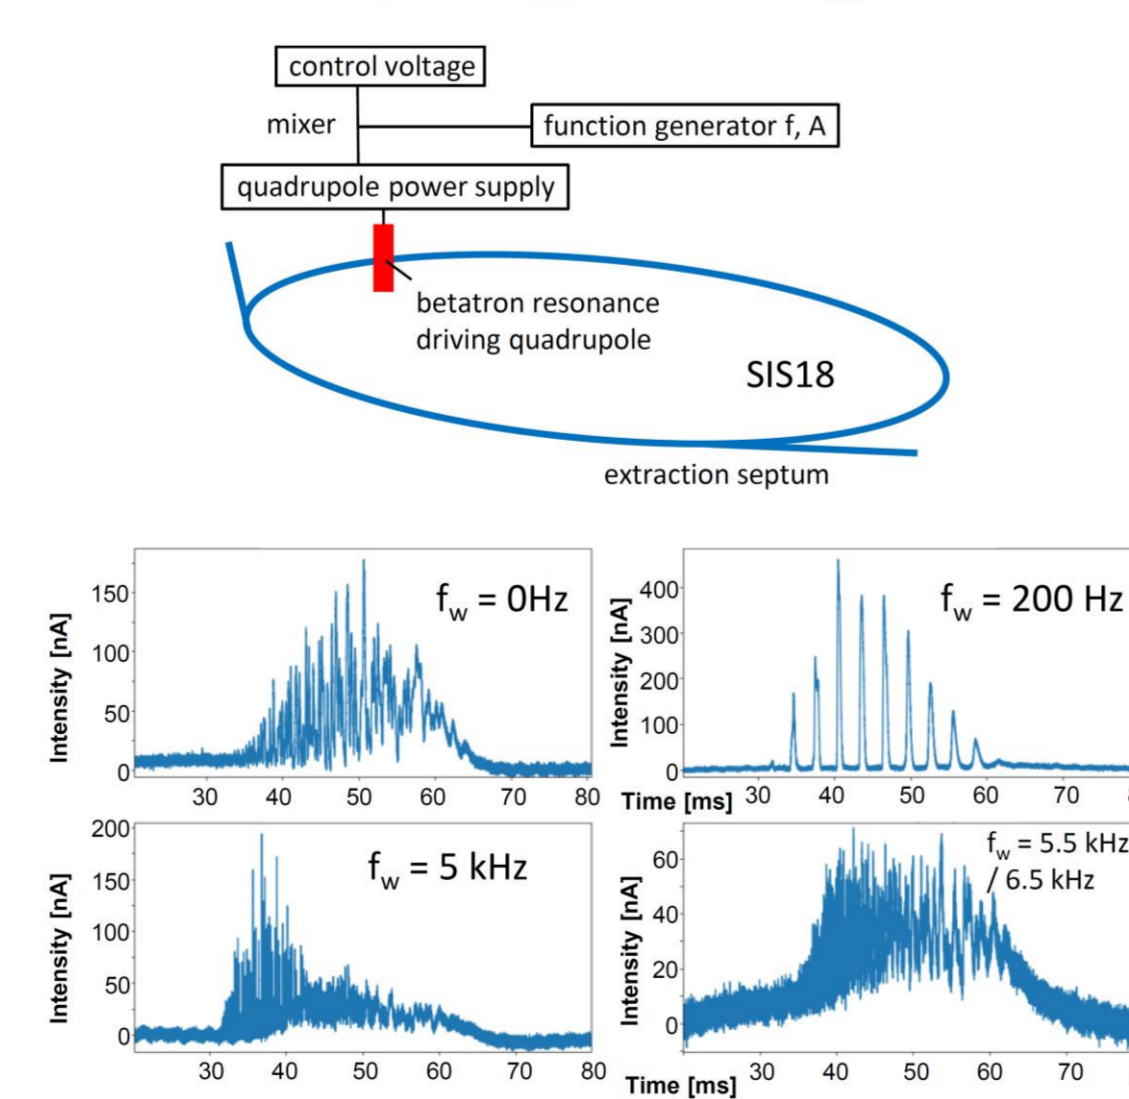 control voltage
mixer
function generator f, A
quadrupole power supply
betatron resonance
driving quadrupole
SIS18
extraction septum
Intensity [nA]
150
100
50
0
30 40 50 60 70 80
f_w = 0Hz
Intensity [nA]
400
300
200
100
0
Time [ms] 30 40 50 60 70
f_w = 200 Hz
Intensity [nA]
200
150
100
50
0
30 40 50 60 70 80
f_w = 5 kHz
Intensity [nA]
60
40
20
0
30 40 50 60 70
Time [ms]
f_w = 5.5 kHz
/ 6.5 kHz